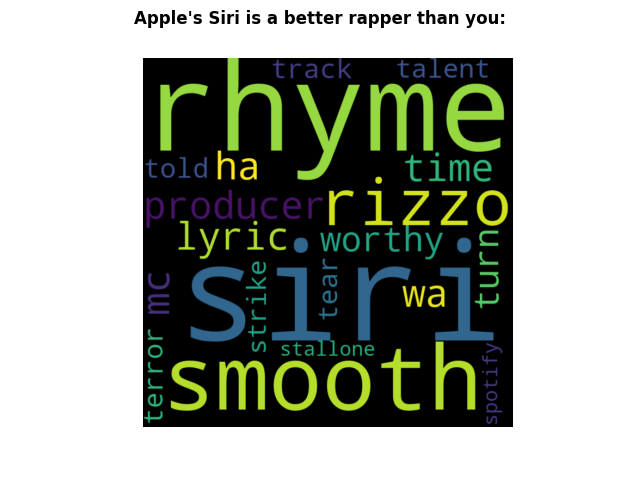 Apple's Siri is a better rapper than you:
track talent
rhyme
told ha time
producer rizzo
lyric worthy turn
mc siri wa
strike tear
stallone
terror smooth spotify